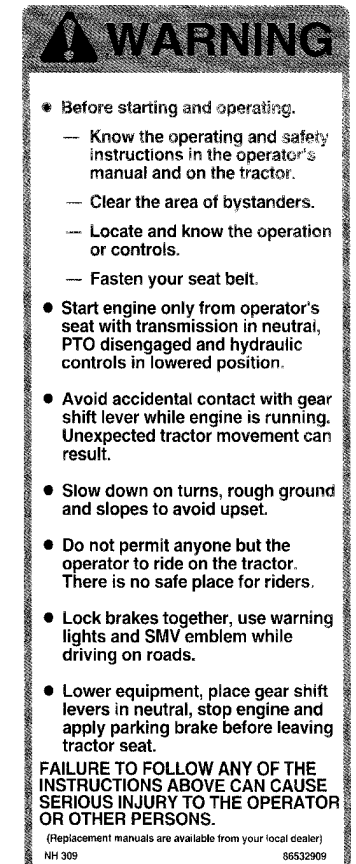 WARNING
● Before starting and operating.
— Know the operating and safety
instructions in the operator's
manual and on the tractor.
— Clear the area of bystanders.
— Locate and know the operation
or controls.
— Fasten your seat belt.
● Start engine only from operator's
seat with transmission in neutral,
PTO disengaged and hydraulic
controls in lowered position.
● Avoid accidental contact with gear
shift lever while engine is running.
Unexpected tractor movement can
result.
● Slow down on turns, rough ground
and slopes to avoid upset.
● Do not permit anyone but the
operator to ride on the tractor.
There is no safe place for riders.
● Lock brakes together, use warning
lights and SMV emblem while
driving on roads.
● Lower equipment, place gear shift
levers in neutral, stop engine and
apply parking brake before leaving
tractor seat.
FAILURE TO FOLLOW ANY OF THE
INSTRUCTIONS ABOVE CAN CAUSE
SERIOUS INJURY TO THE OPERATOR
OR OTHER PERSONS.
(Replacement manuals are available from your local dealer)
NH 309 86532909